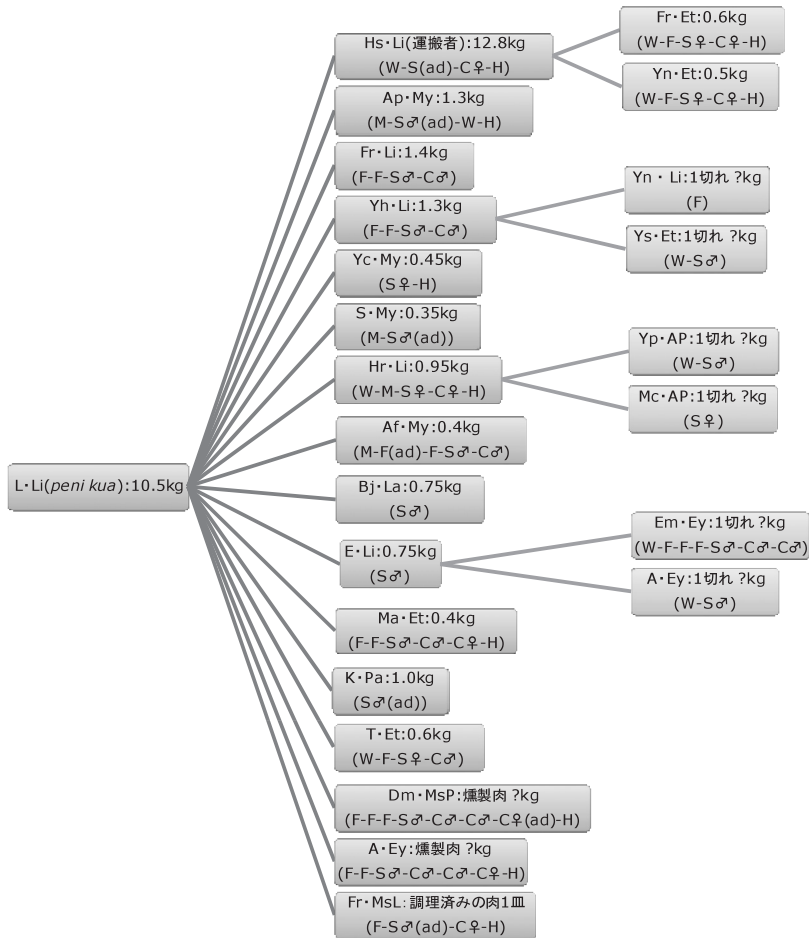 L・Li(peni kua):10.5kg
Hs・Li(運搬者):12.8kg
(W-S(ad)-C♀-H)
Fr・Et:0.6kg
(W-F-S♀-C♀-H)
Yn・Et:0.5kg
(W-F-S♀-C♀-H)
Ap・My:1.3kg
(M-S♂(ad)-W-H)
Fr・Li:1.4kg
(F-F-S♂-C♂)
Yh・Li:1.3kg
(F-F-S♂-C♂)
Yn・Li:1切れ ?kg
(F)
Ys・Et:1切れ ?kg
(W-S♂)
Yc・My:0.45kg
(S♀-H)
S・My:0.35kg
(M-S♂(ad))
Hr・Li:0.95kg
(W-M-S♀-C♀-H)
Yp・AP:1切れ ?kg
(W-S♂)
Mc・AP:1切れ ?kg
(S♀)
Af・My:0.4kg
(M-F(ad)-F-S♂-C♂)
Bj・La:0.75kg
(S♂)
E・Li:0.75kg
(S♂)
Em・Ey:1切れ ?kg
(W-F-F-F-S♂-C♂-C♂)
A・Ey:1切れ ?kg
(W-S♂)
Ma・Et:0.4kg
(F-F-S♂-C♂-C♀-H)
K・Pa:1.0kg
(S♂(ad))
T・Et:0.6kg
(W-F-S♀-C♂)
Dm・MsP:燻製肉 ?kg
(F-F-F-S♂-C♂-C♂-C♀(ad)-H)
A・Ey:燻製肉 ?kg
(F-F-S♂-C♂-C♂-C♀-H)
Fr・MsL:調理済みの肉1皿
(F-S♂(ad)-C♀-H)